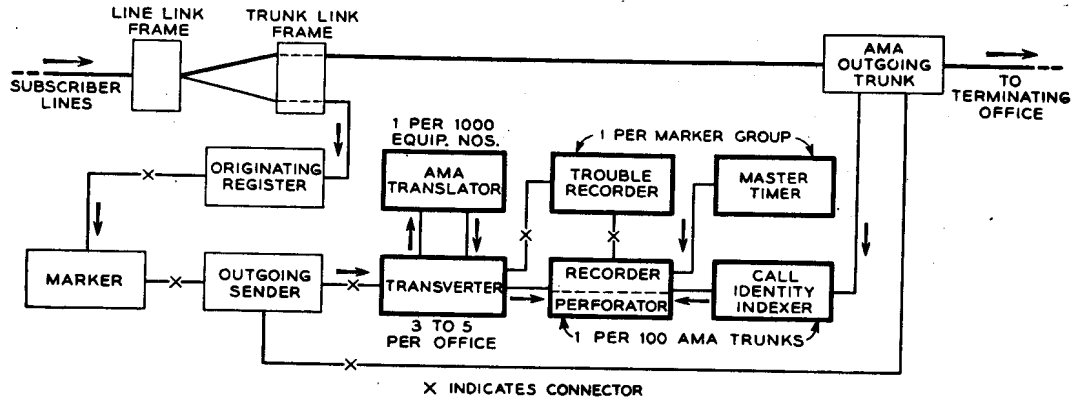 LINE LINK
FRAME
TRUNK LINK
FRAME
AMA
OUTGOING
TRUNK
SUBSCRIBER
LINES
TO
TERMINATING
OFFICE
1 PER 1000
EQUIP. NOS.
1 PER MARKER GROUP
ORIGINATING
REGISTER
AMA
TRANSLATOR
TROUBLE
RECORDER
MASTER
TIMER
MARKER
OUTGOING
SENDER
TRANSVERTER
RECORDER
PERFORATOR
CALL
IDENTITY
INDEXER
3 TO 5
PER OFFICE
1 PER 100 AMA TRUNKS
X INDICATES CONNECTOR